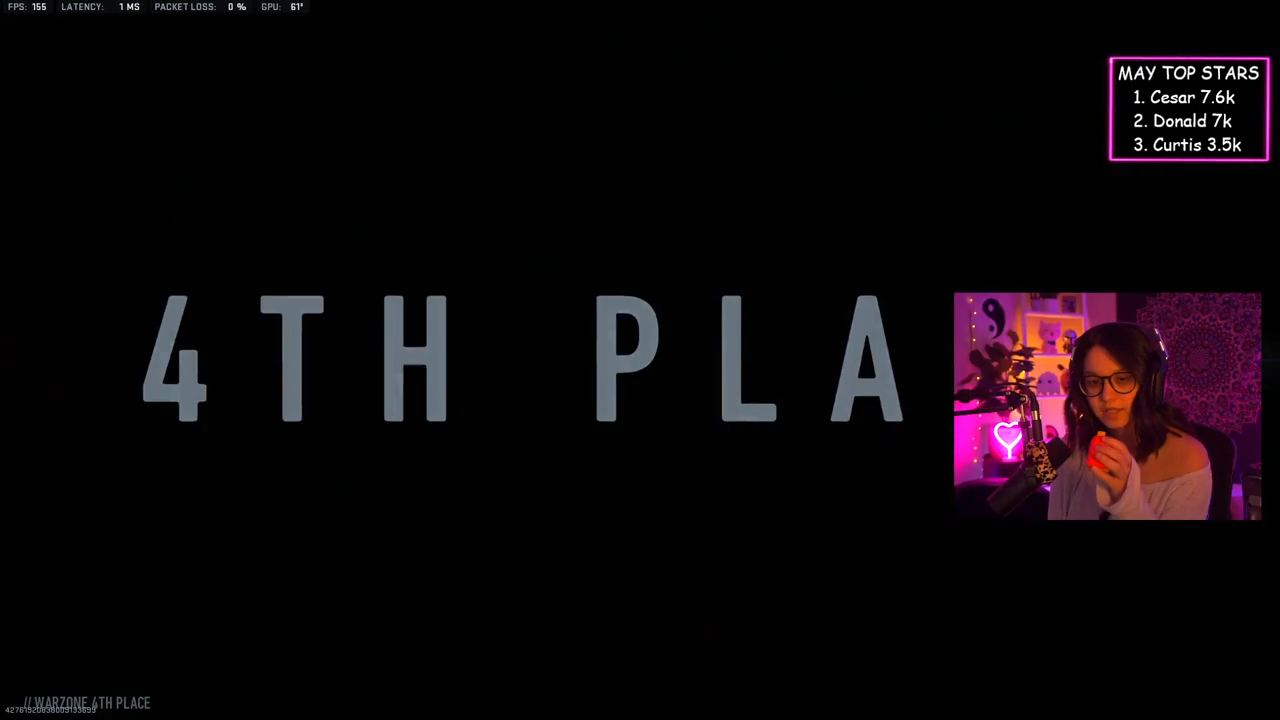 FPS: 155 LATENCY: 1 MS PACKET LOSS: 0 % GPU: 61°
MAY TOP STARS
1. Cesar 7.6k
2. Donald 7k
3. Curtis 3.5k
4TH PLA
// WARZONE 4TH PLACE